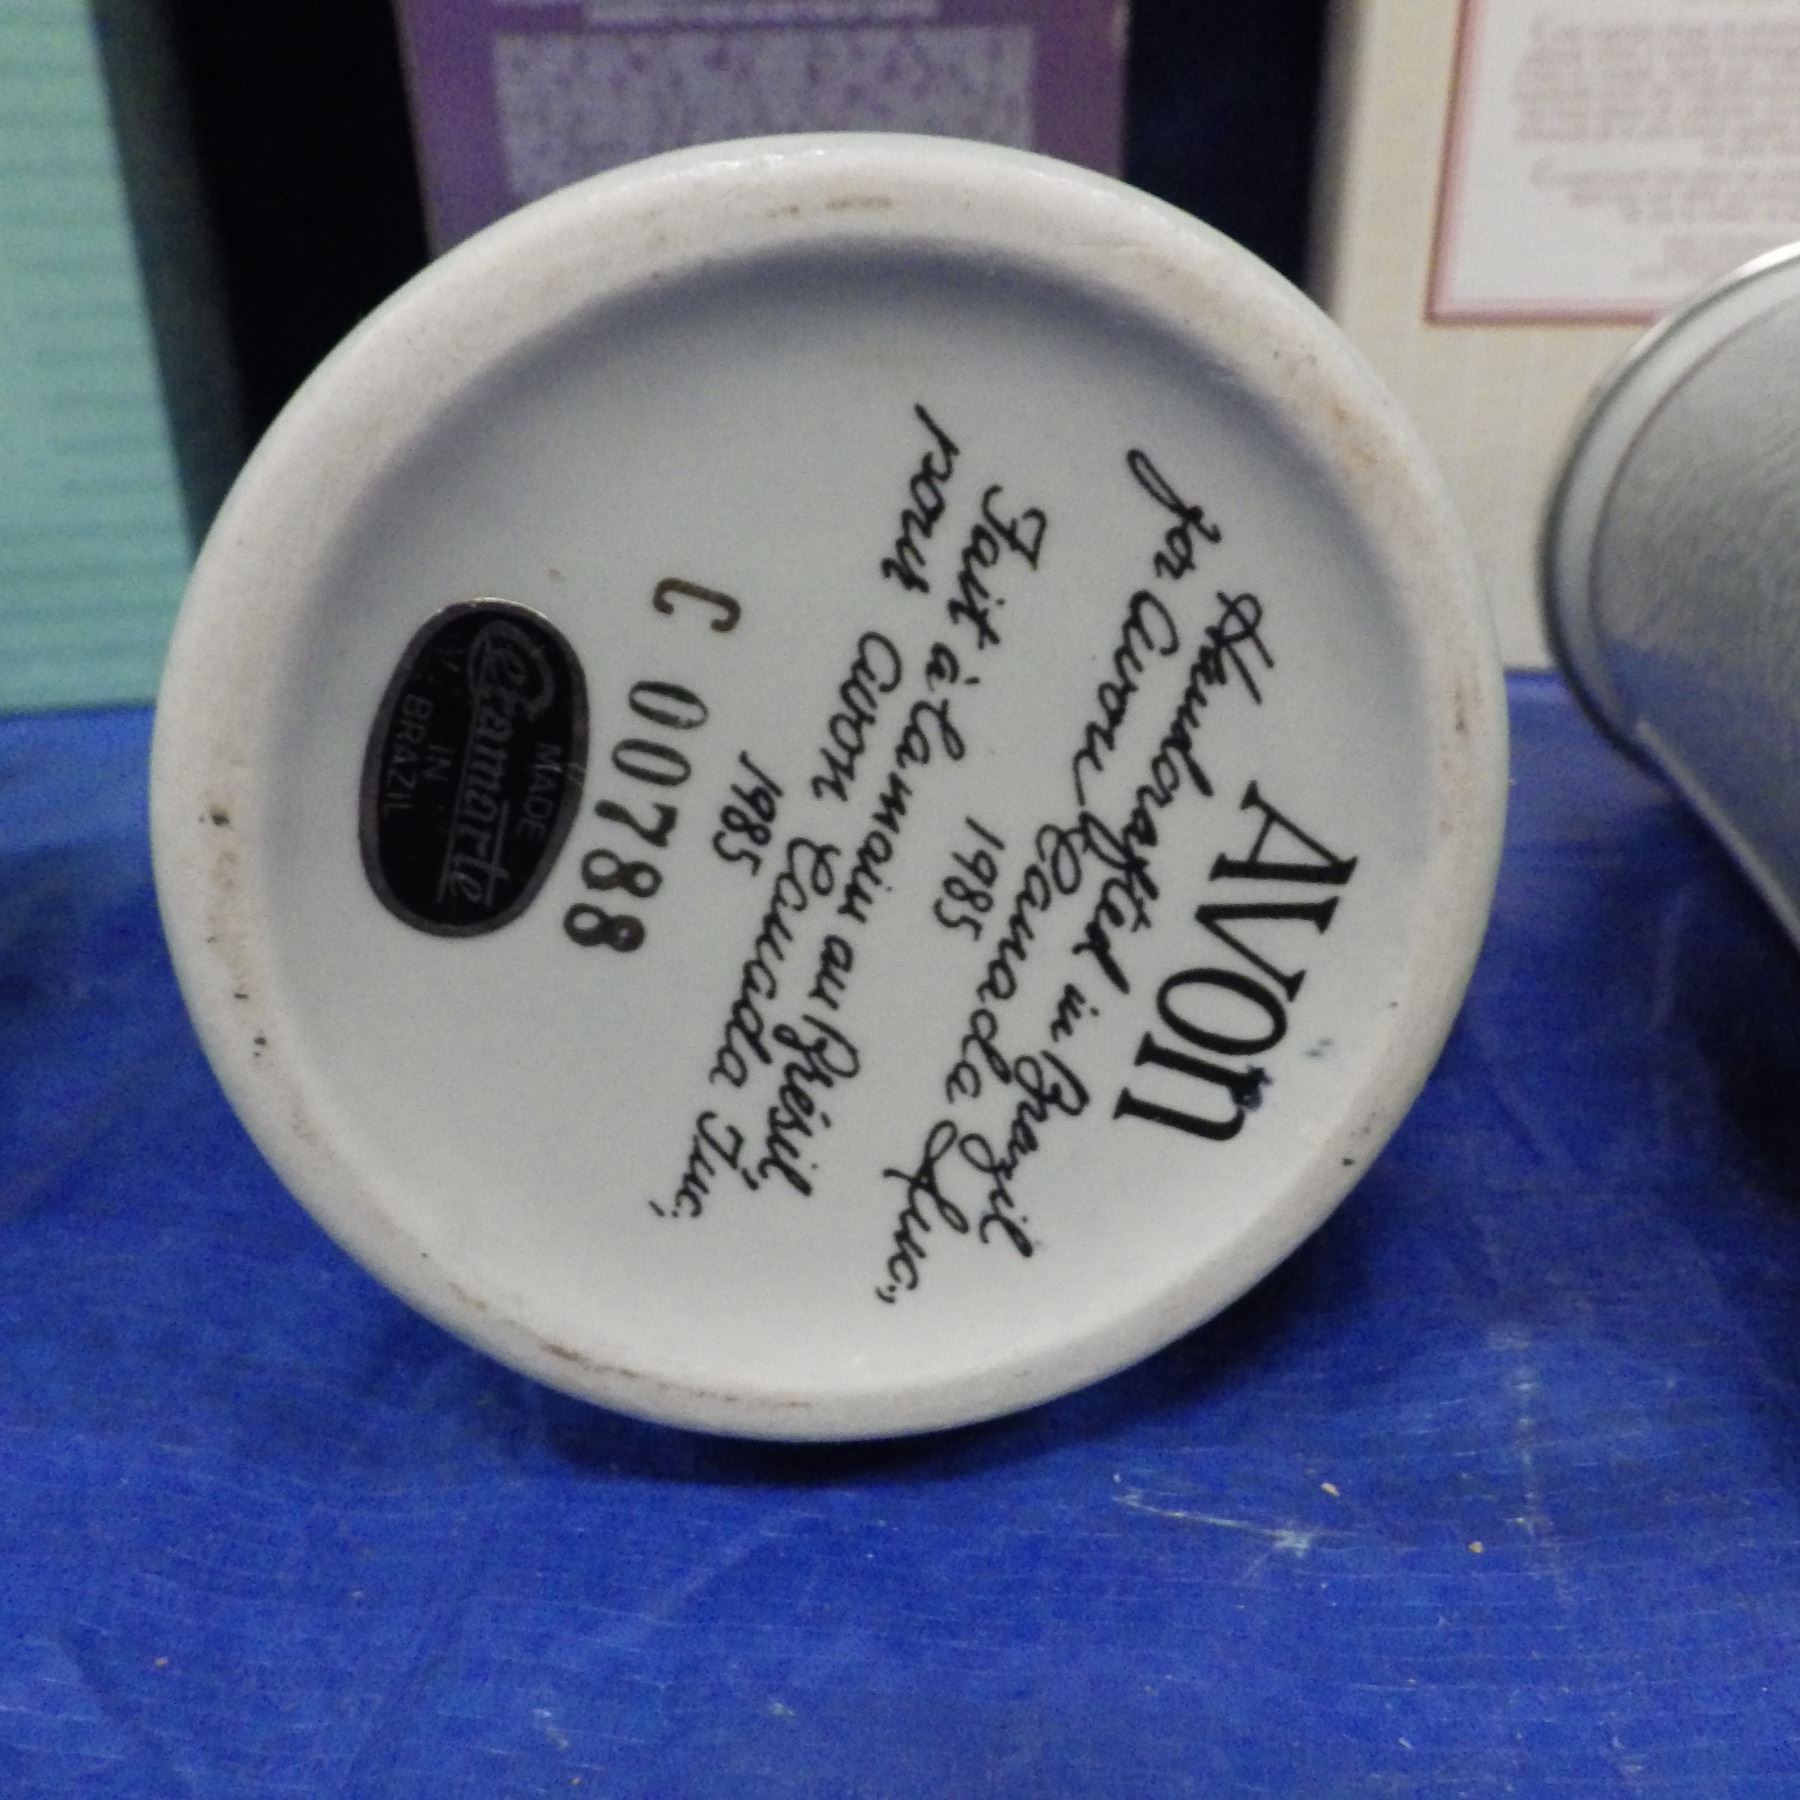 AVON
Handcrafted in Brazil
for Avon Canada Inc.,
1985
Fait à la main au Brésil,
pour Avon Canada Inc.,
1985
C 00788
MADE
Ceramarte
IN
BRAZIL